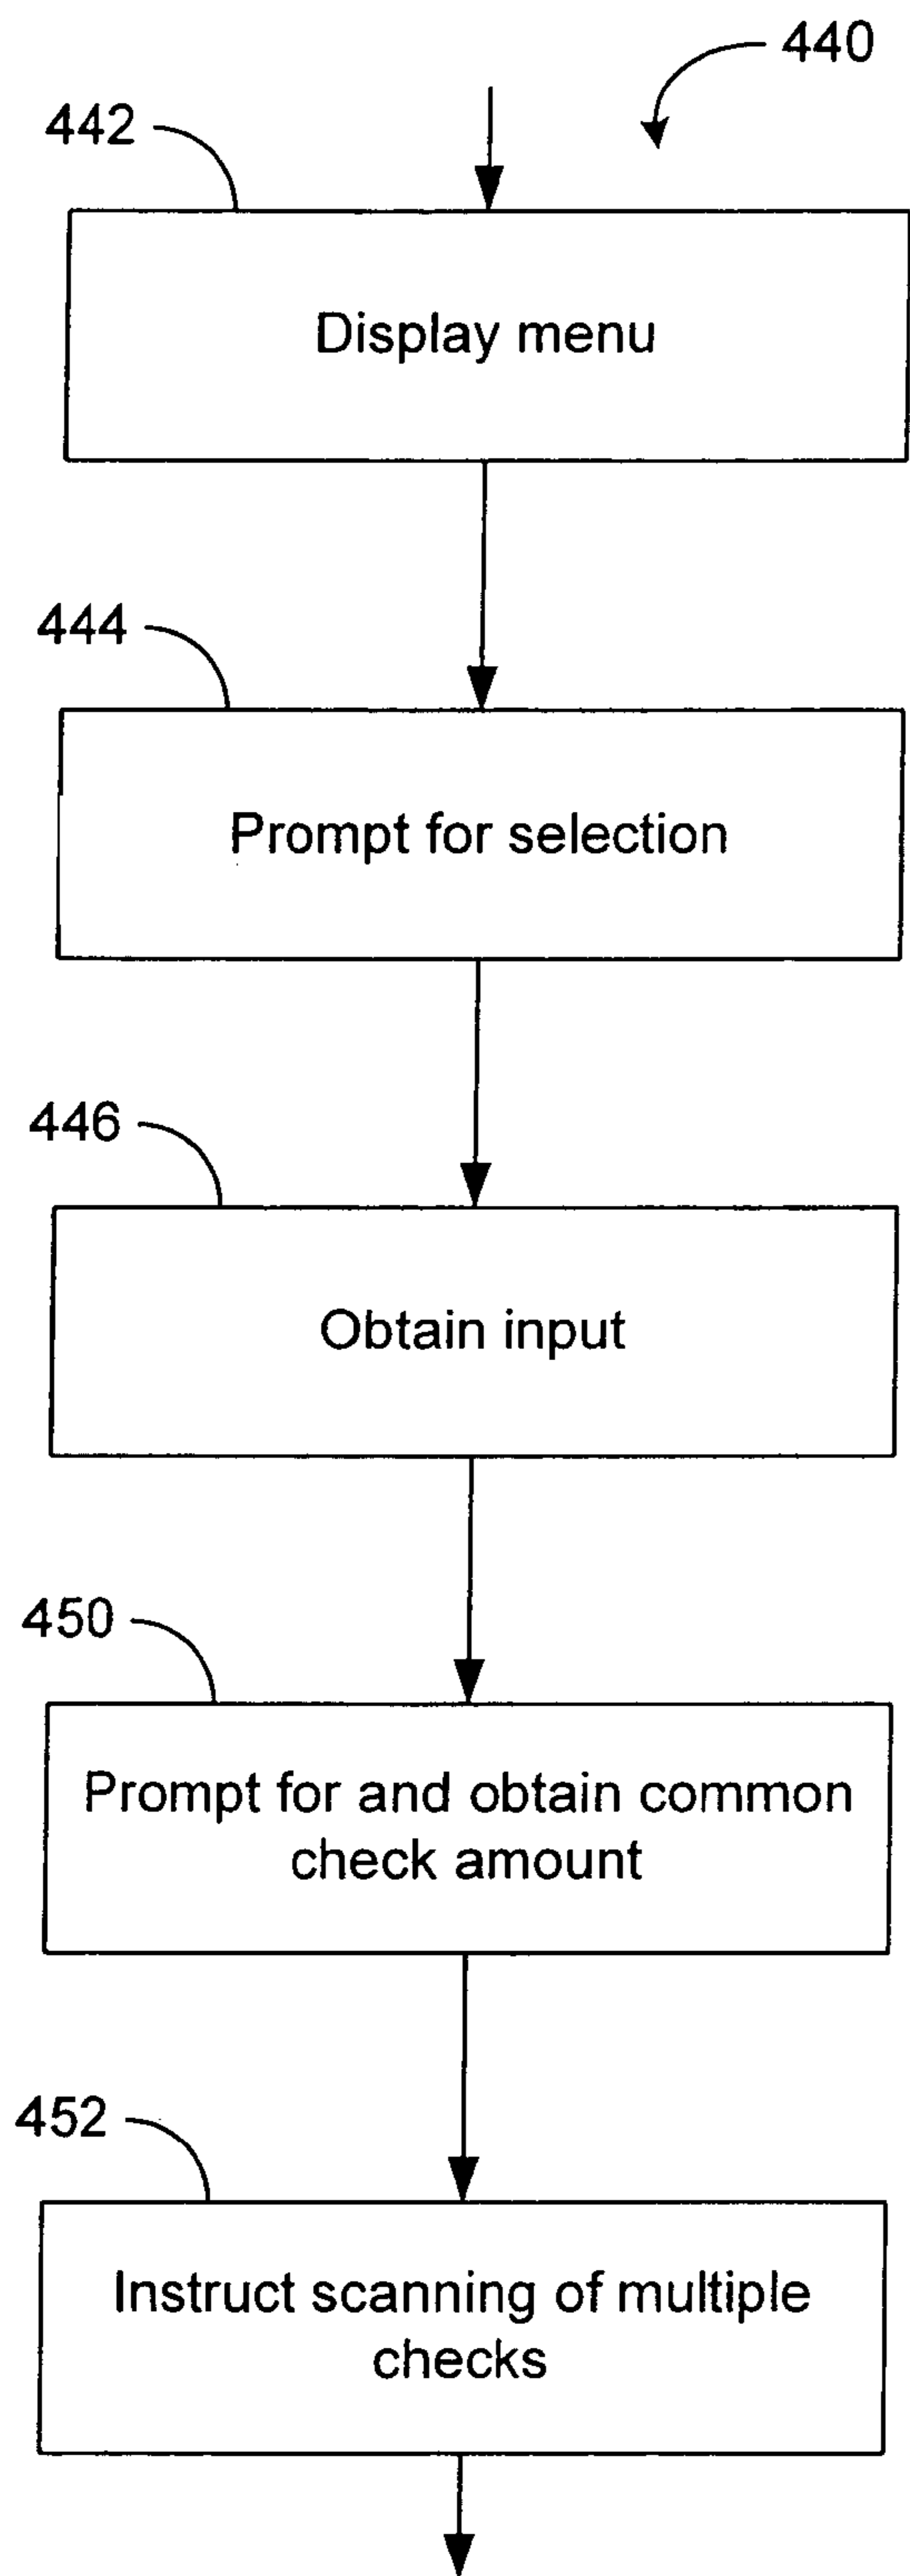 440
442
Display menu
444
Prompt for selection
446
Obtain input
450
Prompt for and obtain common
check amount
452
Instruct scanning of multiple
checks